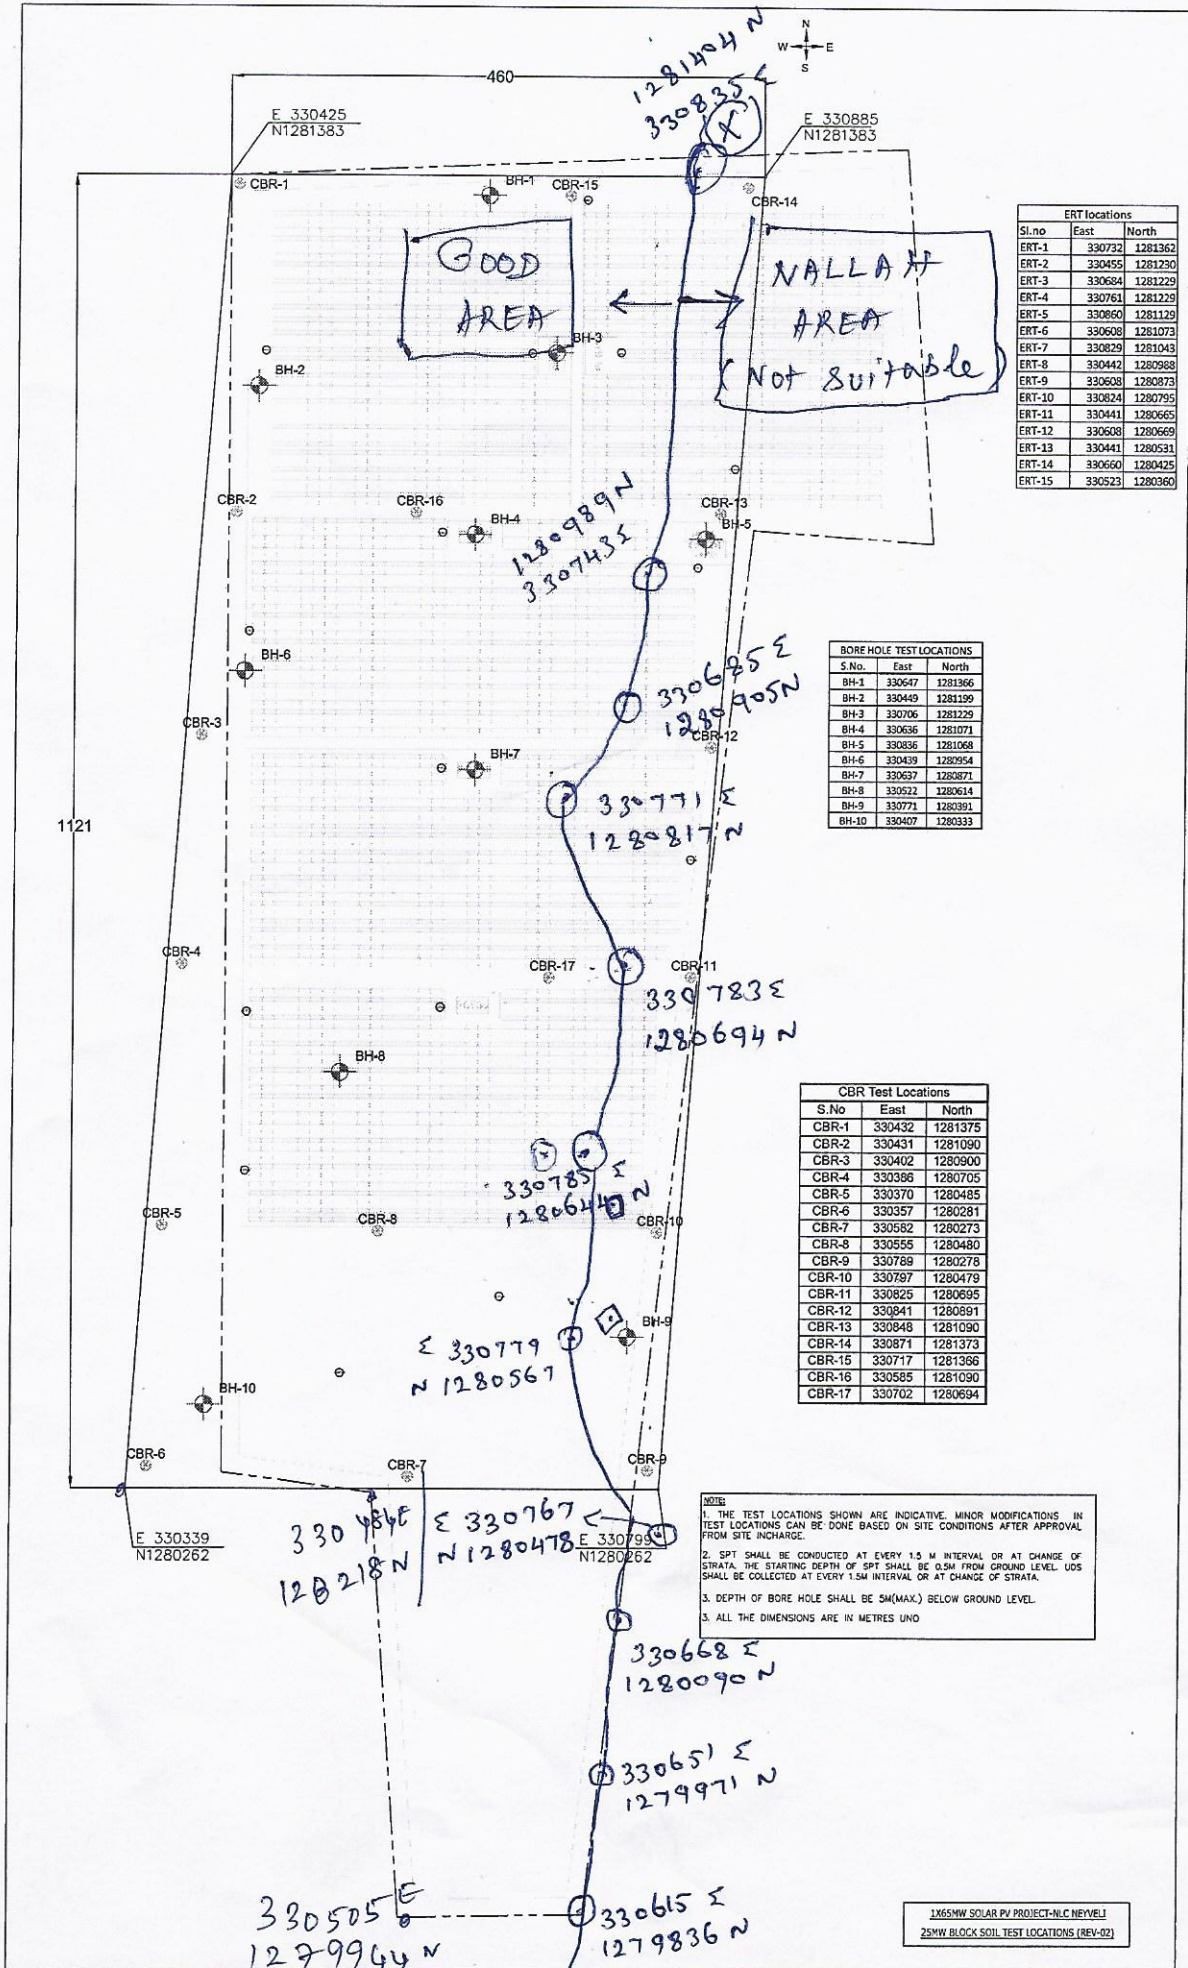 N
W E
S
1281404 N
330835 E
X
460
E 330425
N1281383
E 330885
N1281383
CBR-1
BH-1
CBR-15
CBR-14
GOOD
AREA
NALLAH
AREA
(Not Suitable)
BH-3
BH-2
ERT locations
Sl.no East North
ERT-1 330732 1281362
ERT-2 330455 1281230
ERT-3 330684 1281229
ERT-4 330761 1281229
ERT-5 330860 1281129
ERT-6 330608 1281073
ERT-7 330829 1281043
ERT-8 330442 1280988
ERT-9 330608 1280873
ERT-10 330824 1280795
ERT-11 330441 1280665
ERT-12 330608 1280669
ERT-13 330441 1280531
ERT-14 330660 1280425
ERT-15 330523 1280360
CBR-2
CBR-16
CBR-13
BH-4
BH-5
1280989 N
330743 E
BH-6
330685 E
1280905 N
CBR-3
CBR-12
BH-7
330771 E
1280817 N
1121
BORE HOLE TEST LOCATIONS
S.No. East North
BH-1 330647 1281366
BH-2 330449 1281199
BH-3 330706 1281229
BH-4 330636 1281071
BH-5 330836 1281068
BH-6 330439 1280954
BH-7 330637 1280871
BH-8 330522 1280614
BH-9 330771 1280391
BH-10 330407 1280333
CBR-4
CBR-17
CBR-11
330783 E
1280694 N
BH-8
330785 E
1280644 N
CBR-5
CBR-8
CBR-10
BH-9
E 330779
N 1280567
BH-10
CBR-6
CBR-7
CBR-9
CBR Test Locations
S.No East North
CBR-1 330432 1281375
CBR-2 330431 1281090
CBR-3 330402 1280900
CBR-4 330386 1280705
CBR-5 330370 1280485
CBR-6 330357 1280281
CBR-7 330582 1280273
CBR-8 330555 1280480
CBR-9 330789 1280278
CBR-10 330797 1280479
CBR-11 330825 1280695
CBR-12 330841 1280891
CBR-13 330848 1281090
CBR-14 330871 1281373
CBR-15 330717 1281366
CBR-16 330585 1281090
CBR-17 330702 1280694
E 330339
N1280262
E 330767
N 1280478
E 330799
N1280262
NOTE:
1. THE TEST LOCATIONS SHOWN ARE INDICATIVE. MINOR MODIFICATIONS IN
TEST LOCATIONS CAN BE DONE BASED ON SITE CONDITIONS AFTER APPROVAL
FROM SITE INCHARGE.
2. SPT SHALL BE CONDUCTED AT EVERY 1.5 M INTERVAL OR AT CHANGE OF
STRATA. THE STARTING DEPTH OF SPT SHALL BE 0.5M FROM GROUND LEVEL. UDS
SHALL BE COLLECTED AT EVERY 1.5M INTERVAL OR AT CHANGE OF STRATA.
3. DEPTH OF BORE HOLE SHALL BE 5M(MAX.) BELOW GROUND LEVEL.
3. ALL THE DIMENSIONS ARE IN METRES UNO
330668 E
1280090 N
330651 E
1279971 N
330505 E
1279944 N
330615 E
1279836 N
1X65MW SOLAR PV PROJECT-NLC NEYVELI
25MW BLOCK SOIL TEST LOCATIONS (REV-02)